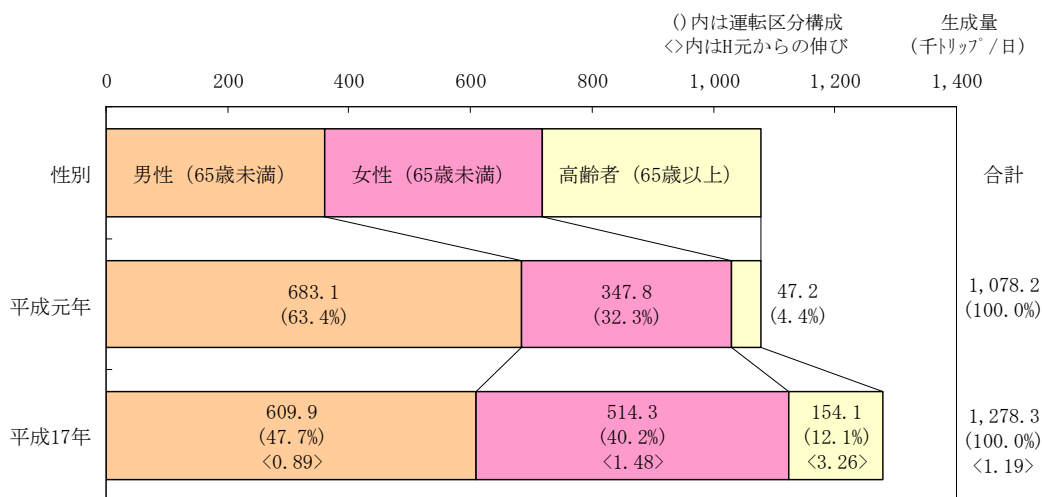 ()内は運転区分構成
<>内はH元からの伸び
生成量
(千ﾄﾘｯﾌﾟ/日)
0 200 400 600 800 1,000 1,200 1,400
性別 男性 (65歳未満) 女性 (65歳未満) 高齢者 (65歳以上) 合計
平成元年
683.1
(63.4%)
347.8
(32.3%)
47.2
(4.4%)
1,078.2
(100.0%)
平成17年
609.9
(47.7%)
<0.89>
514.3
(40.2%)
<1.48>
154.1
(12.1%)
<3.26>
1,278.3
(100.0%)
<1.19>